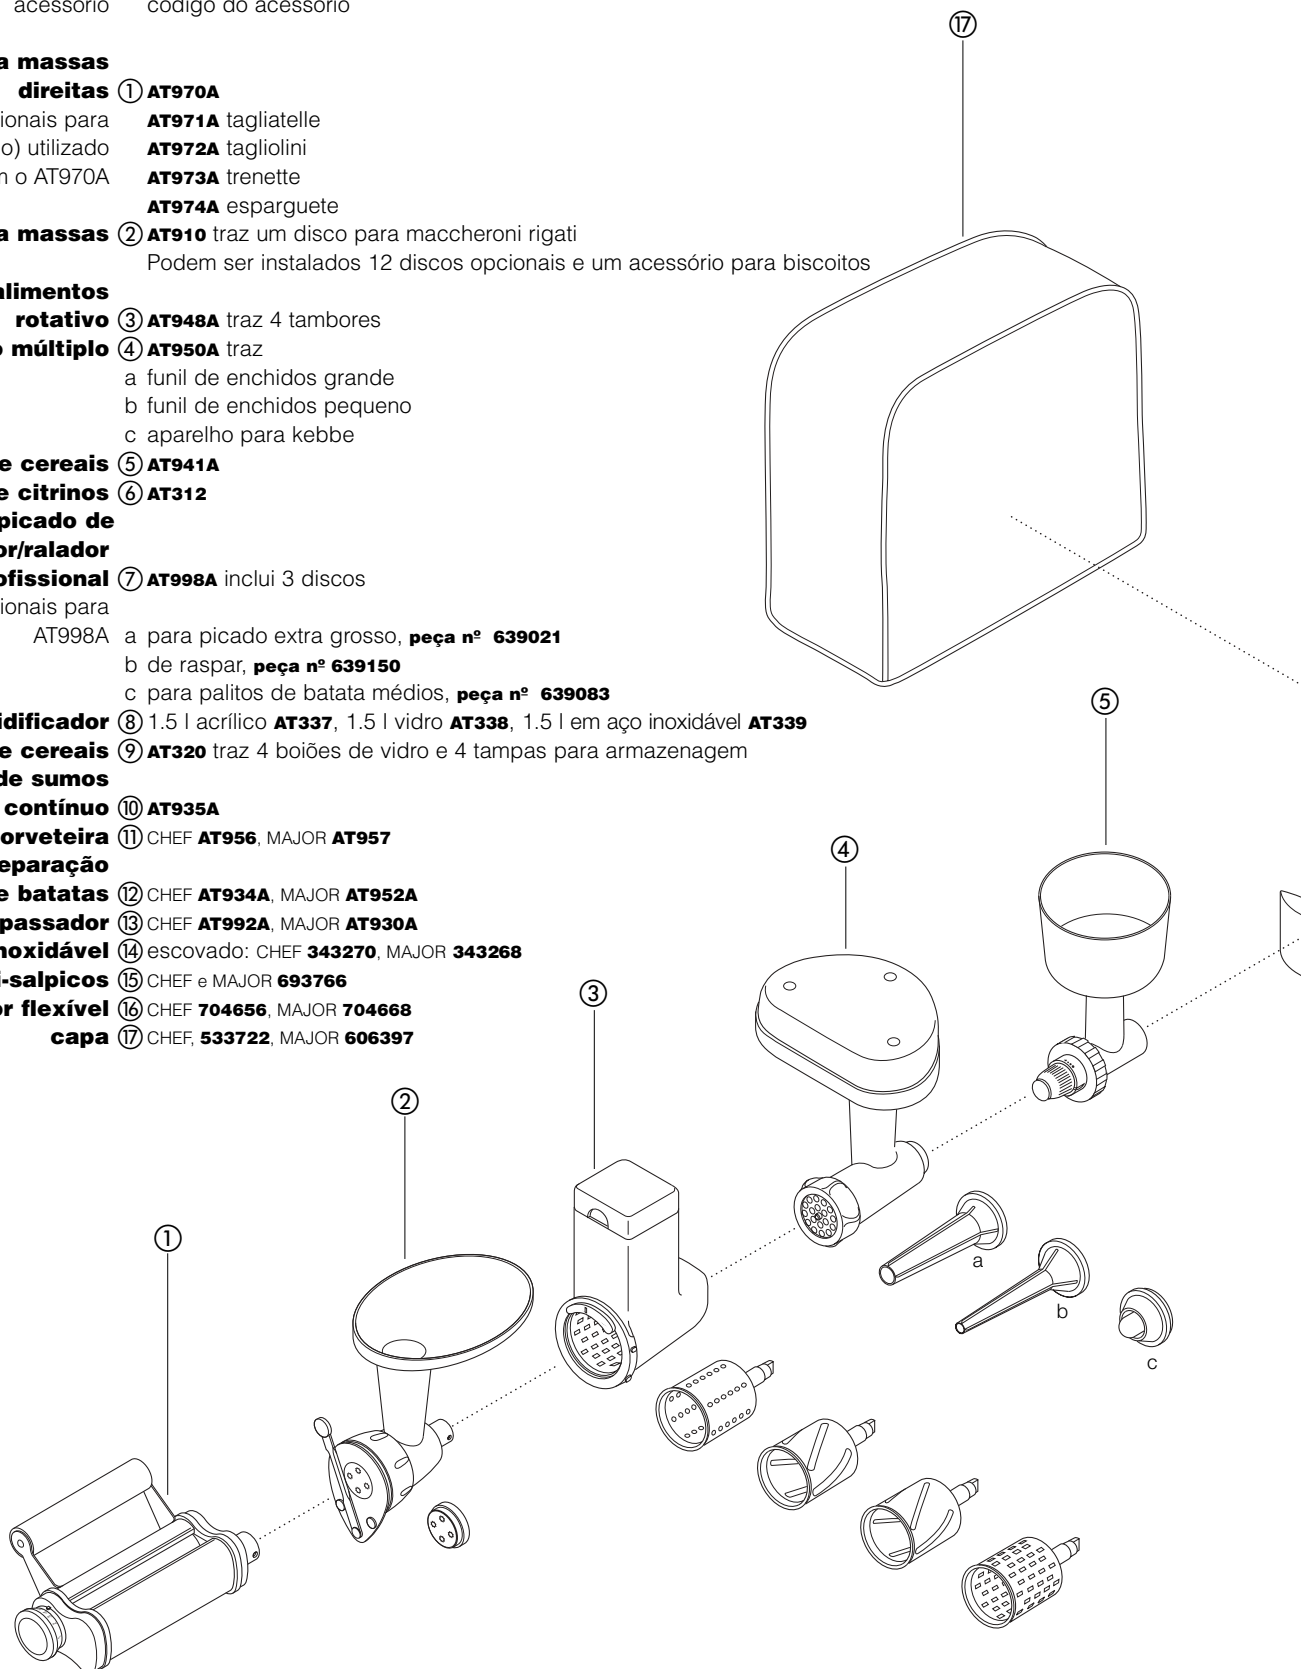 acessório código do acessório
a massas
direitas ① AT970A
ionais para AT971A tagliatelle
o) utilizado AT972A tagliolini
m o AT970A AT973A trenette
AT974A esparguete
a massas ② AT910 traz um disco para maccheroni rigati
Podem ser instalados 12 discos opcionais e um acessório para biscoitos
alimentos
rotativo ③ AT948A traz 4 tambores
o múltiplo ④ AT950A traz
a funil de enchidos grande
b funil de enchidos pequeno
c aparelho para kebbe
e cereais ⑤ AT941A
e citrinos ⑥ AT312
picado de
or/ralador
ofissional ⑦ AT998A inclui 3 discos
ionais para
AT998A a para picado extra grosso, peça nº 639021
b de raspar, peça nº 639150
c para palitos de batata médios, peça nº 639083
idificador ⑧ 1.5 l acrílico AT337, 1.5 l vidro AT338, 1.5 l em aço inoxidável AT339
e cereais ⑨ AT320 traz 4 boiões de vidro e 4 tampas para armazenagem
de sumos
contínuo ⑩ AT935A
orveteira ⑪ CHEF AT956, MAJOR AT957
eparação
e batatas ⑫ CHEF AT934A, MAJOR AT952A
passador ⑬ CHEF AT992A, MAJOR AT930A
noxidável ⑭ escovado: CHEF 343270, MAJOR 343268
i-salpicos ⑮ CHEF e MAJOR 693766
or flexível ⑯ CHEF 704656, MAJOR 704668
capa ⑰ CHEF, 533722, MAJOR 606397
⑰
⑤
④
③
②
①
a
b
c